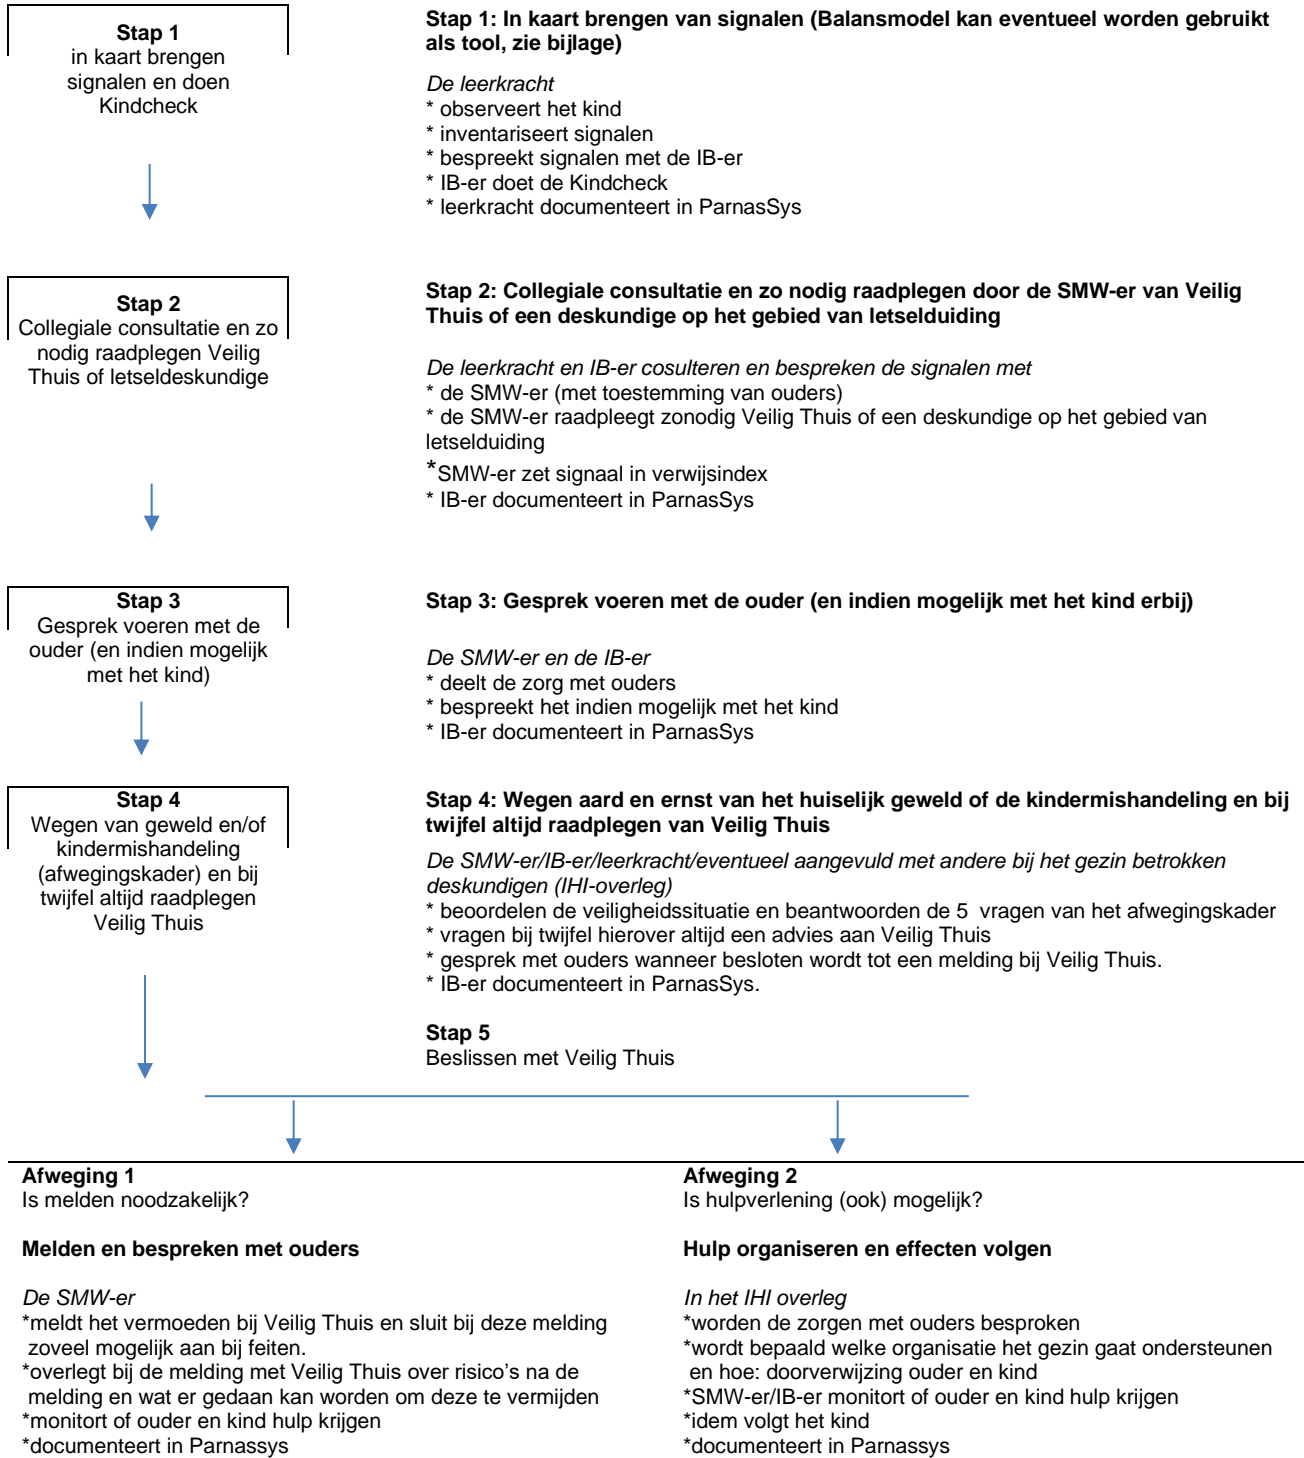 Stap 1
in kaart brengen
signalen en doen
Kindcheck
Stap 1: In kaart brengen van signalen (Balansmodel kan eventueel worden gebruikt
als tool, zie bijlage)
De leerkracht
* observeert het kind
* inventariseert signalen
* bespreekt signalen met de IB-er
* IB-er doet de Kindcheck
* leerkracht documenteert in ParnasSys
Stap 2
Collegiale consultatie en zo
nodig raadplegen Veilig
Thuis of letseldeskundige
Stap 2: Collegiale consultatie en zo nodig raadplegen door de SMW-er van Veilig
Thuis of een deskundige op het gebied van letselduiding
De leerkracht en IB-er cosulteren en bespreken de signalen met
* de SMW-er (met toestemming van ouders)
* de SMW-er raadpleegt zonodig Veilig Thuis of een deskundige op het gebied van
letselduiding
*SMW-er zet signaal in verwijsindex
* IB-er documenteert in ParnasSys
Stap 3
Gesprek voeren met de
ouder (en indien mogelijk
met het kind)
Stap 3: Gesprek voeren met de ouder (en indien mogelijk met het kind erbij)
De SMW-er en de IB-er
* deelt de zorg met ouders
* bespreekt het indien mogelijk met het kind
* IB-er documenteert in ParnasSys
Stap 4
Wegen van geweld en/of
kindermishandeling
(afwegingskader) en bij
twijfel altijd raadplegen
Veilig Thuis
Stap 4: Wegen aard en ernst van het huiselijk geweld of de kindermishandeling en bij
twijfel altijd raadplegen van Veilig Thuis
De SMW-er/IB-er/leerkracht/eventueel aangevuld met andere bij het gezin betrokken
deskundigen (IHI-overleg)
* beoordelen de veiligheidssituatie en beantwoorden de 5 vragen van het afwegingskader
* vragen bij twijfel hierover altijd een advies aan Veilig Thuis
* gesprek met ouders wanneer besloten wordt tot een melding bij Veilig Thuis.
* IB-er documenteert in ParnasSys.
Stap 5
Beslissen met Veilig Thuis
Afweging 1
Is melden noodzakelijk?
Melden en bespreken met ouders
De SMW-er
*meldt het vermoeden bij Veilig Thuis en sluit bij deze melding
zoveel mogelijk aan bij feiten.
*overlegt bij de melding met Veilig Thuis over risico's na de
melding en wat er gedaan kan worden om deze te vermijden
*monitort of ouder en kind hulp krijgen
*documenteert in Parnassys
Afweging 2
Is hulpverlening (ook) mogelijk?
Hulp organiseren en effecten volgen
In het IHI overleg
*worden de zorgen met ouders besproken
*wordt bepaald welke organisatie het gezin gaat ondersteunen
en hoe: doorverwijzing ouder en kind
*SMW-er/IB-er monitort of ouder en kind hulp krijgen
*idem volgt het kind
*documenteert in Parnassys